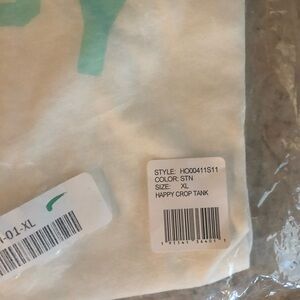 STYLE: HO00411S11
COLOR: STN
SIZE: XL
HAPPY CROP TANK
-01-XL